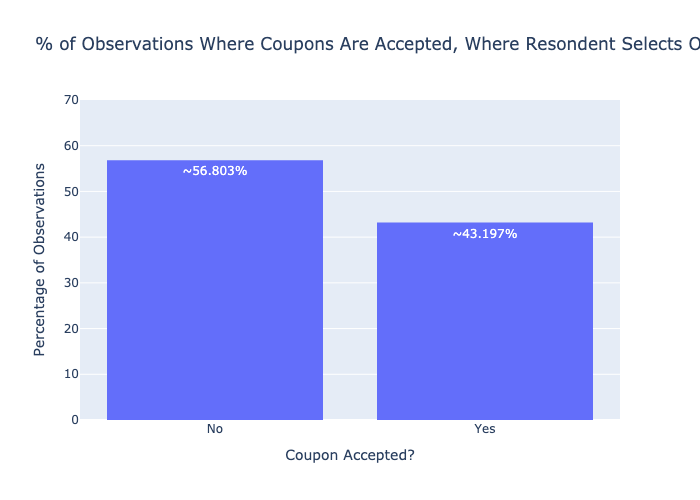 % of Observations Where Coupons Are Accepted, Where Resondent Selects
70
60
50
40
30
20
10
0
Percentage of Observations
~56.803%
~43.197%
No Yes
Coupon Accepted?